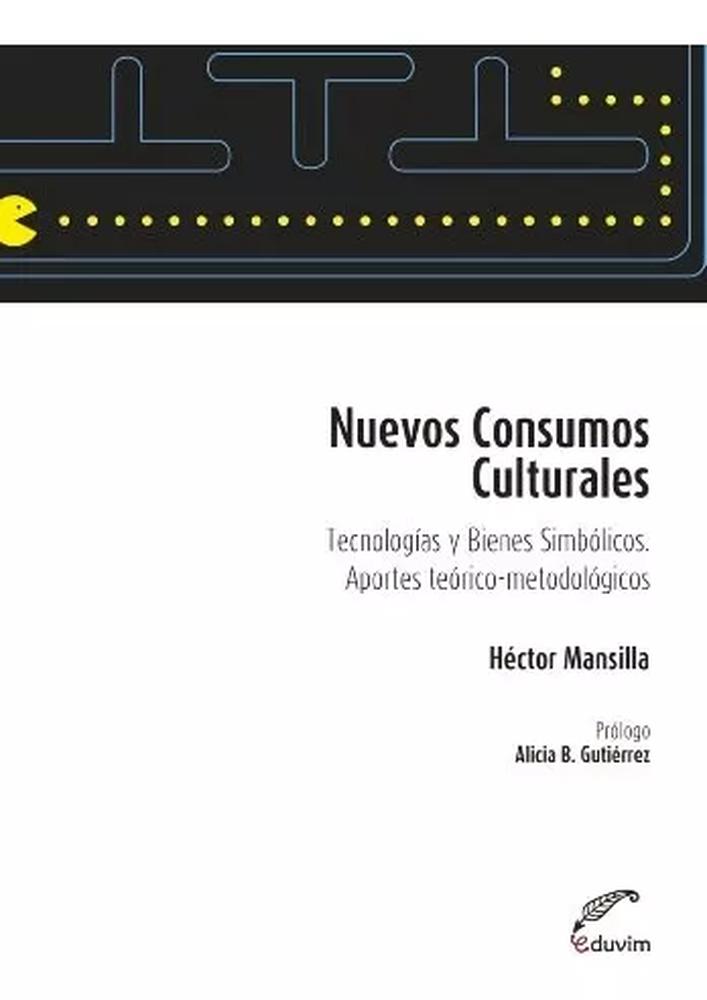 Nuevos Consumos
Culturales
Tecnologías y Bienes Simbólicos.
Aportes teórico-metodológicos
Héctor Mansilla
Prólogo
Alicia B. Gutiérrez
eduvim